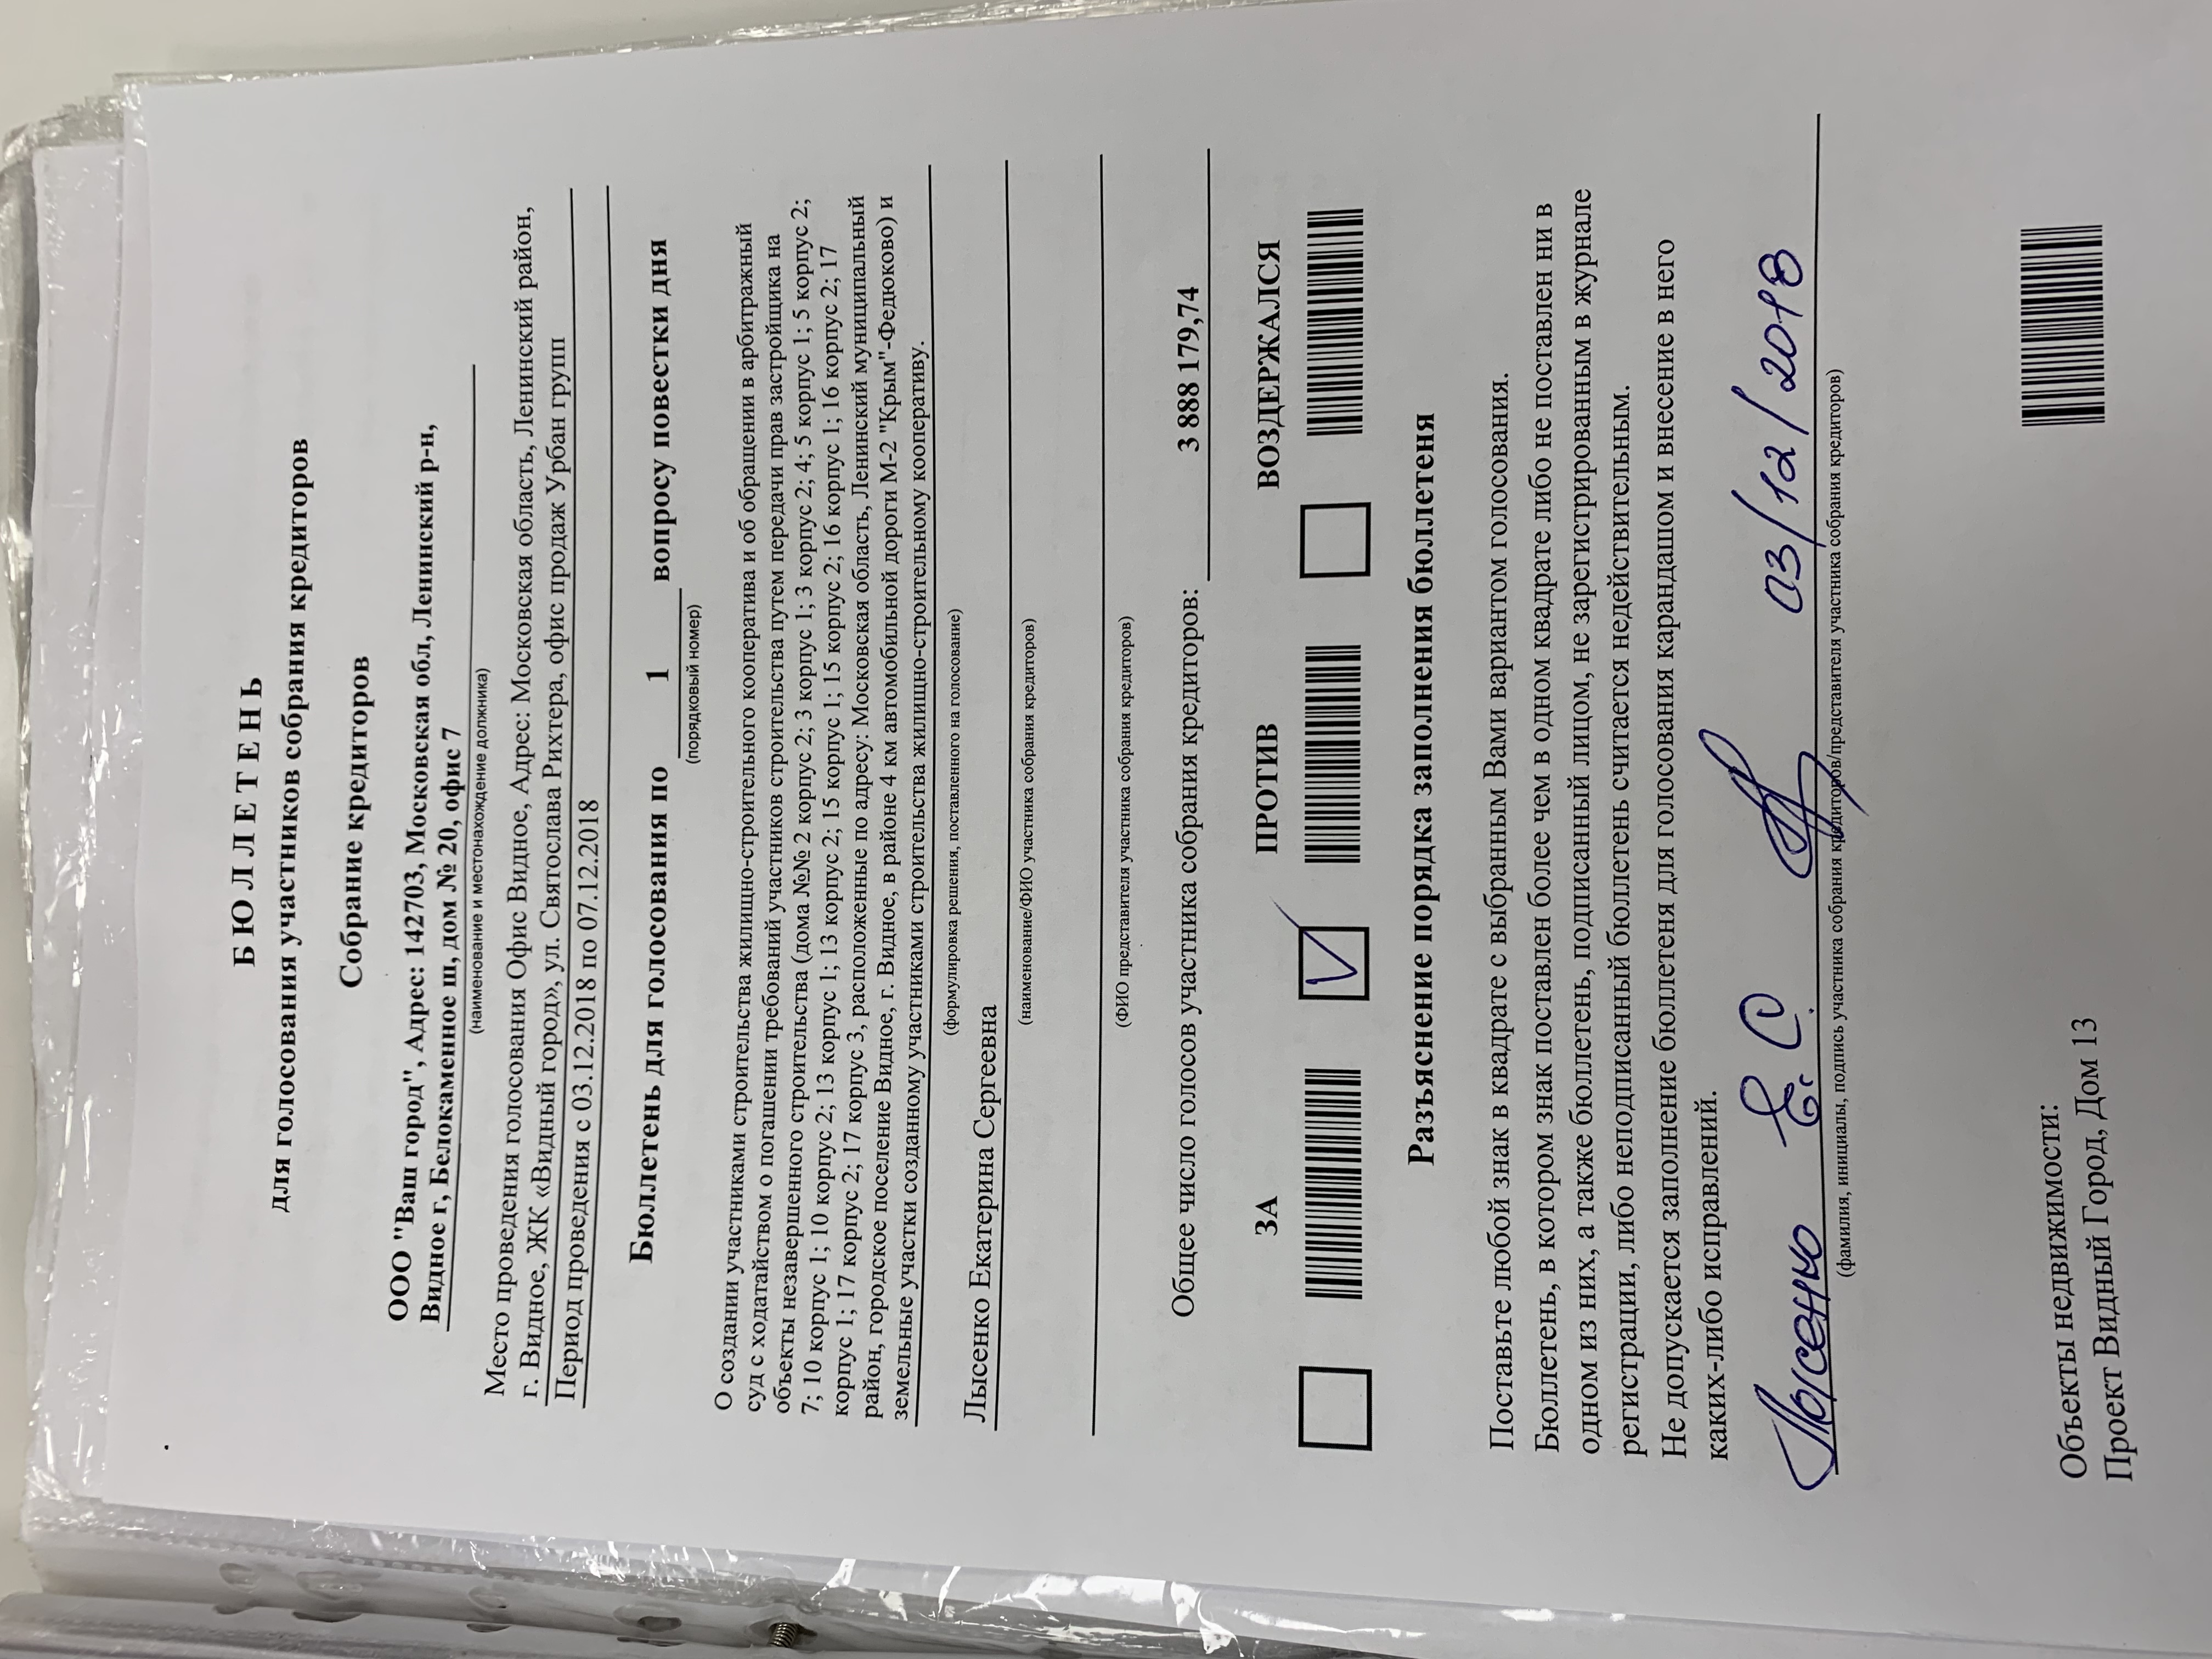 БЮЛЛЕТЕНЬ
для голосования участников собрания кредиторов
Собрание кредиторов
ООО "Ваш город", Адрес: 142703, Московская обл, Ленинский р-н,
Видное г, Белокаменное ш, дом № 20, офис 7
(наименование и местонахождение должника)
Место проведения голосования Офис Видное, Адрес: Московская область, Ленинский район,
г. Видное, ЖК «Видный город», ул. Святослава Рихтера, офис продаж Урбан групп
Период проведения с 03.12.2018 по 07.12.2018
Бюллетень для голосования по 1 вопросу повестки дня
(порядковый номер)
О создании участниками строительства жилищно-строительного кооператива и об обращении в арбитражный
суд с ходатайством о погашении требований участников строительства путем передачи прав застройщика на
объекты незавершенного строительства (дома №№ 2 корпус 2; 3 корпус 1; 3 корпус 2; 4; 5 корпус 1; 5 корпус 2;
7; 10 корпус 1; 10 корпус 2; 13 корпус 1; 13 корпус 2; 15 корпус 1; 15 корпус 2; 16 корпус 1; 16 корпус 2; 17
корпус 1; 17 корпус 2; 17 корпус 3, расположенные по адресу: Московская область, Ленинский муниципальный
район, городское поселение Видное, г. Видное, в районе 4 км автомобильной дороги М-2 "Крым"-Федюково) и
земельные участки созданному участниками строительства жилищно-строительному кооперативу.
(формулировка решения, поставленного на голосование)
Лысенко Екатерина Сергеевна
(наименование/ФИО участника собрания кредиторов)
(ФИО представителя участника собрания кредиторов)
Общее число голосов участника собрания кредиторов: 3 888 179,74
ЗА ПРОТИВ ВОЗДЕРЖАЛСЯ
Разъяснение порядка заполнения бюллетеня
Поставьте любой знак в квадрате с выбранным Вами вариантом голосования.
Бюллетень, в котором знак поставлен более чем в одном квадрате либо не поставлен ни в
одном из них, а также бюллетень, подписанный лицом, не зарегистрированным в журнале
регистрации, либо неподписанный бюллетень считается недействительным.
Не допускается заполнение бюллетеня для голосования карандашом и внесение в него
каких-либо исправлений.
Лысенко Е. С. 03/12/2018
(фамилия, инициалы, подпись участника собрания кредиторов/представителя участника собрания кредиторов)
Объекты недвижимости:
Проект Видный Город, Дом 13